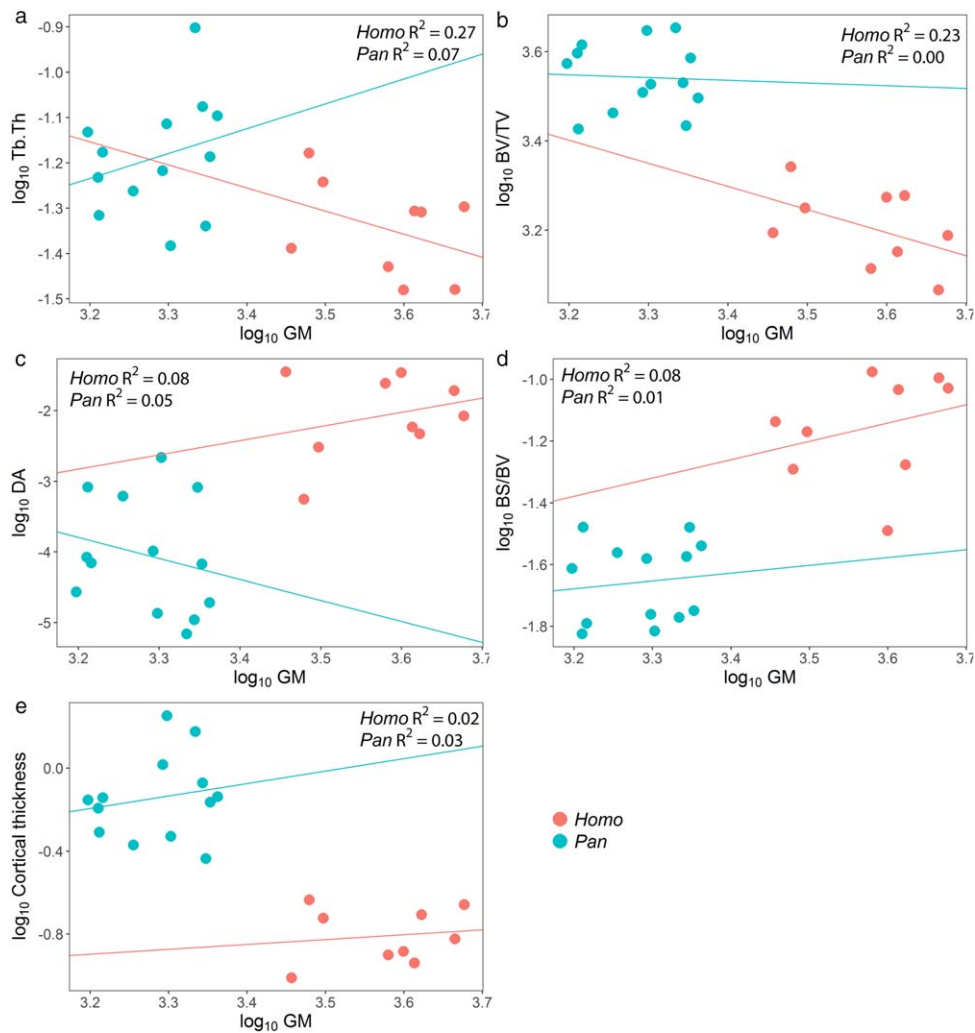 a
Homo R² = 0.27
Pan R² = 0.07
-0.9
-1.0
-1.1
-1.2
-1.3
-1.4
-1.5
log₁₀ Tb.Th
3.2 3.3 3.4 3.5 3.6 3.7
log₁₀ GM
b
Homo R² = 0.23
Pan R² = 0.00
3.6
3.4
3.2
log₁₀ BV/TV
3.2 3.3 3.4 3.5 3.6 3.7
log₁₀ GM
c
Homo R² = 0.08
Pan R² = 0.05
-2
-3
-4
-5
log₁₀ DA
3.2 3.3 3.4 3.5 3.6 3.7
log₁₀ GM
d
Homo R² = 0.08
Pan R² = 0.01
-1.0
-1.2
-1.4
-1.6
-1.8
log₁₀ BS/BV
3.2 3.3 3.4 3.5 3.6 3.7
log₁₀ GM
e
Homo R² = 0.02
Pan R² = 0.03
0.0
-0.4
-0.8
log₁₀ Cortical thickness
3.2 3.3 3.4 3.5 3.6 3.7
log₁₀ GM
Homo
Pan